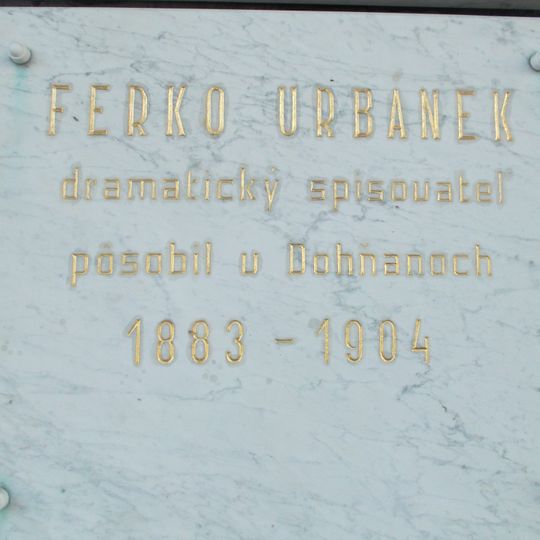 FERKO URBANEK
dramatický spisovatel
pôsobil v Dohňanoch
1883 - 1904